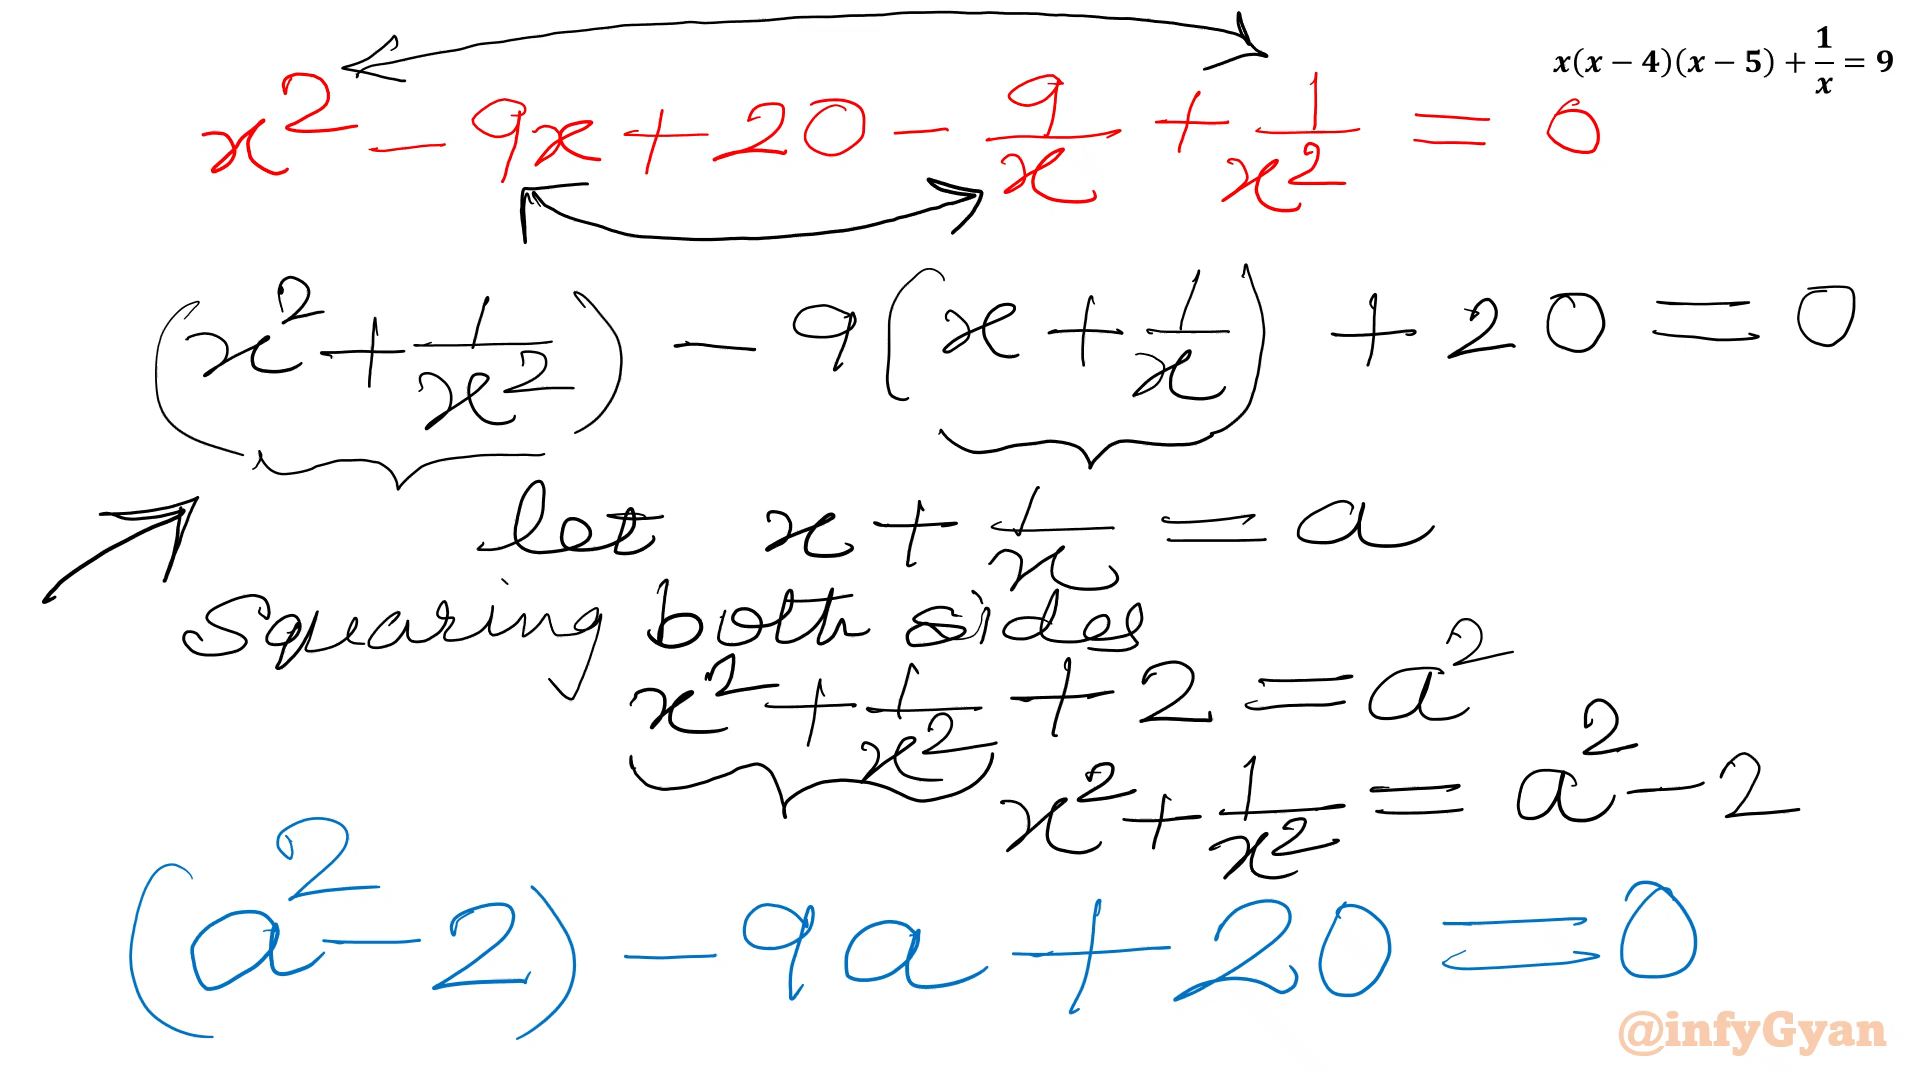 x(x − 4)(x − 5) + 1/x = 9
x² − 9x + 20 − 9/x + 1/x² = 0
(x² + 1/x²) − 9(x + 1/x) + 20 = 0
let x + 1/x = a
Squaring both sides
x² + 1/x² + 2 = a²
x² + 1/x² = a² − 2
(a² − 2) − 9a + 20 = 0
@infyGyan